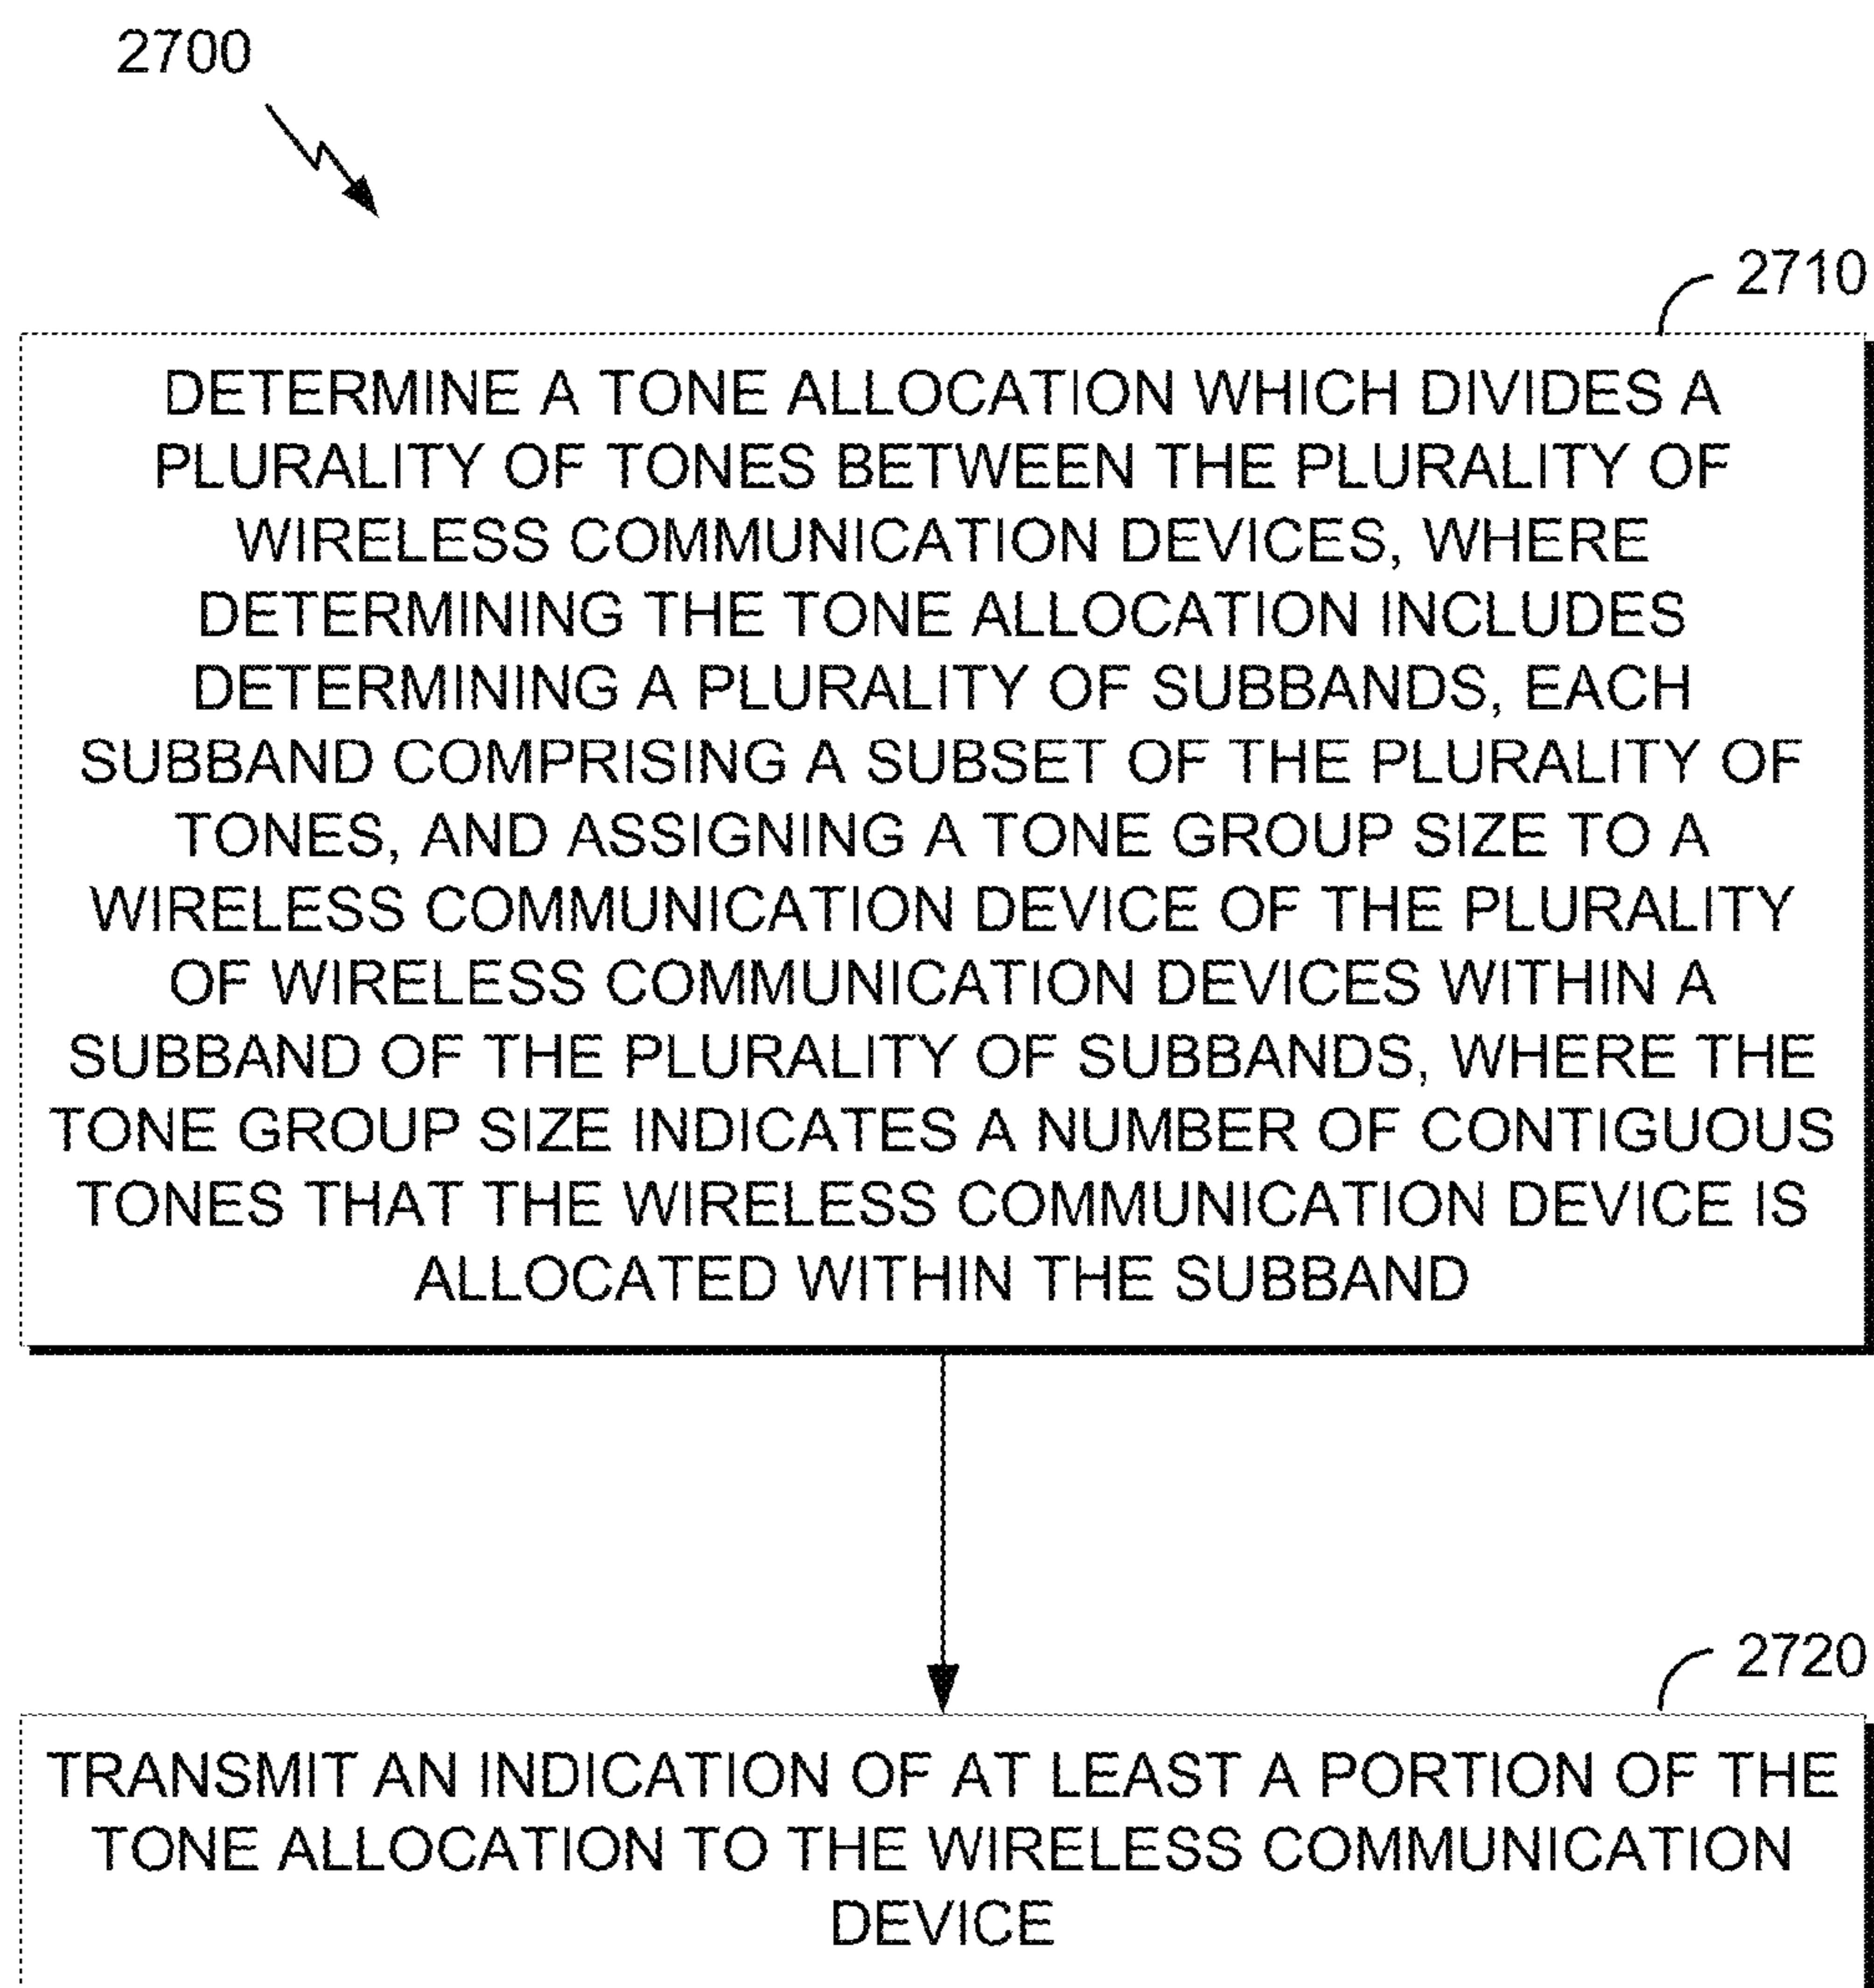 2700
2710
DETERMINE A TONE ALLOCATION WHICH DIVIDES A
PLURALITY OF TONES BETWEEN THE PLURALITY OF
WIRELESS COMMUNICATION DEVICES, WHERE
DETERMINING THE TONE ALLOCATION INCLUDES
DETERMINING A PLURALITY OF SUBBANDS, EACH
SUBBAND COMPRISING A SUBSET OF THE PLURALITY OF
TONES, AND ASSIGNING A TONE GROUP SIZE TO A
WIRELESS COMMUNICATION DEVICE OF THE PLURALITY
OF WIRELESS COMMUNICATION DEVICES WITHIN A
SUBBAND OF THE PLURALITY OF SUBBANDS, WHERE THE
TONE GROUP SIZE INDICATES A NUMBER OF CONTIGUOUS
TONES THAT THE WIRELESS COMMUNICATION DEVICE IS
ALLOCATED WITHIN THE SUBBAND
2720
TRANSMIT AN INDICATION OF AT LEAST A PORTION OF THE
TONE ALLOCATION TO THE WIRELESS COMMUNICATION
DEVICE